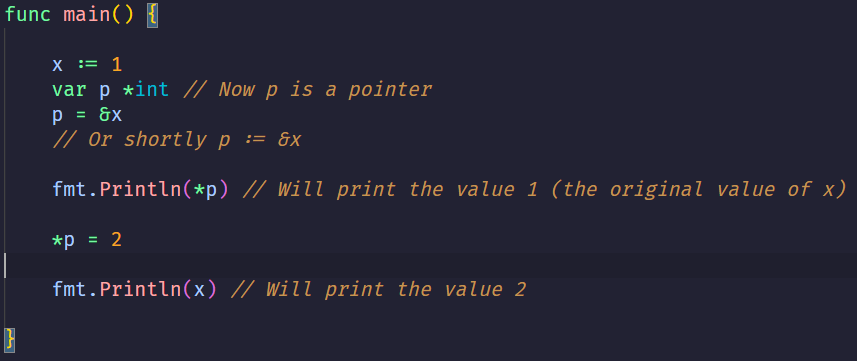 func main() {
x := 1
var p *int // Now p is a pointer
p = &x
// Or shortly p := &x
fmt.Println(*p) // Will print the value 1 (the original value of x)
*p = 2
fmt.Println(x) // Will print the value 2
}